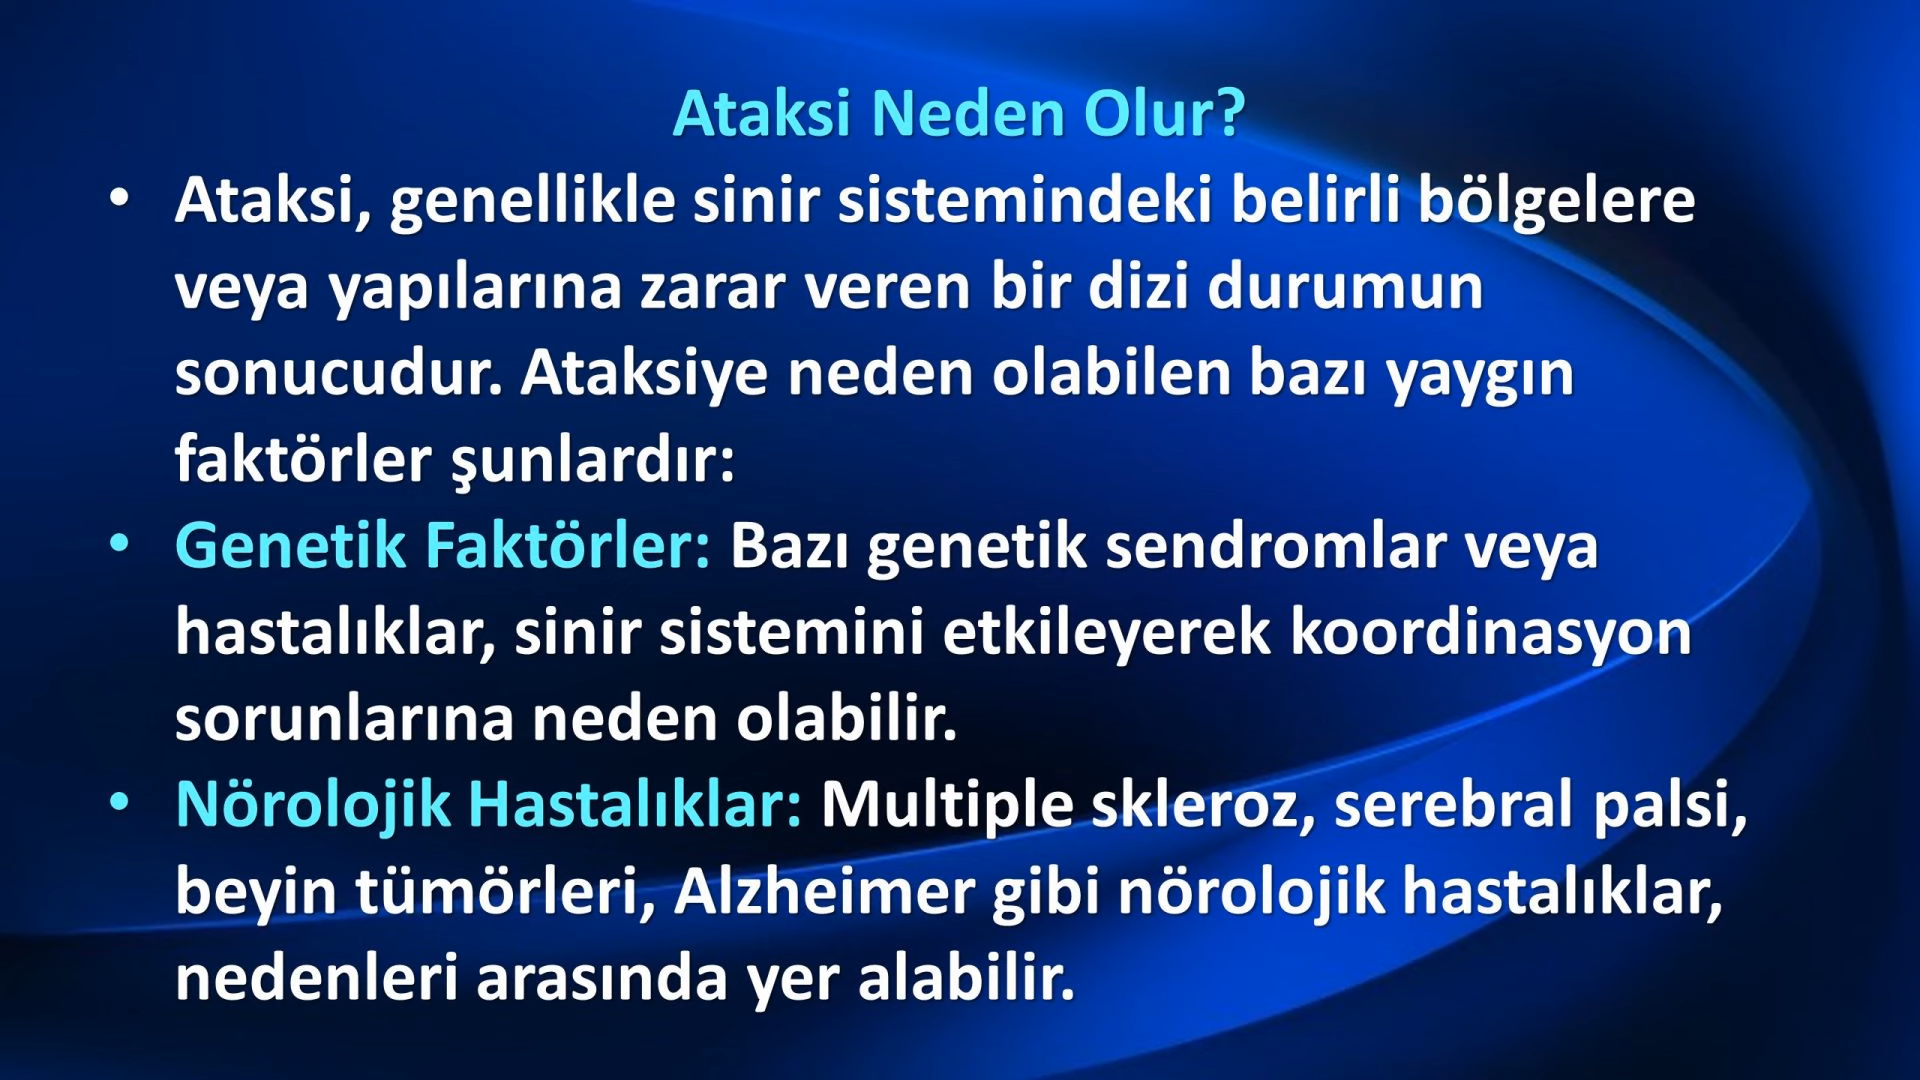 Ataksi Neden Olur?
• Ataksi, genellikle sinir sistemindeki belirli bölgelere
veya yapılarına zarar veren bir dizi durumun
sonucudur. Ataksiye neden olabilen bazı yaygın
faktörler şunlardır:
• Genetik Faktörler: Bazı genetik sendromlar veya
hastalıklar, sinir sistemini etkileyerek koordinasyon
sorunlarına neden olabilir.
• Nörolojik Hastalıklar: Multiple skleroz, serebral palsi,
beyin tümörleri, Alzheimer gibi nörolojik hastalıklar,
nedenleri arasında yer alabilir.